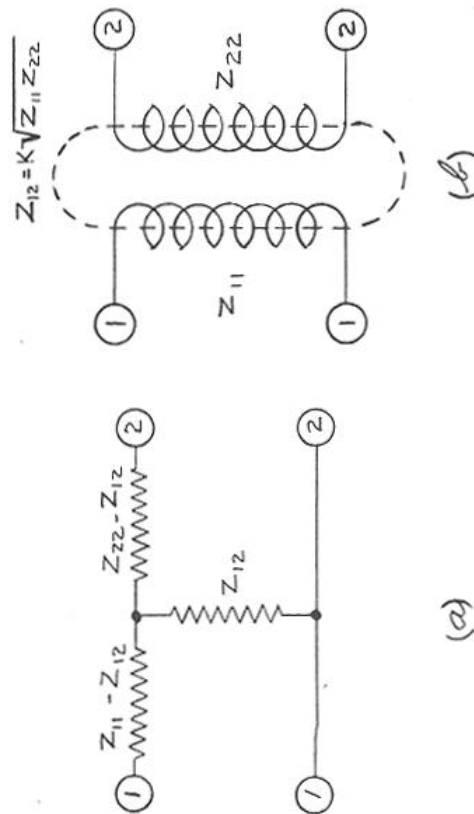 Z₁₁ - Z₁₂
Z₂₂ - Z₁₂
1
2
Z₁₂
1
2
(a)
Z₁₂ = K√Z₁₁ Z₂₂
1
2
Z₁₁
Z₂₂
1
2
(b)